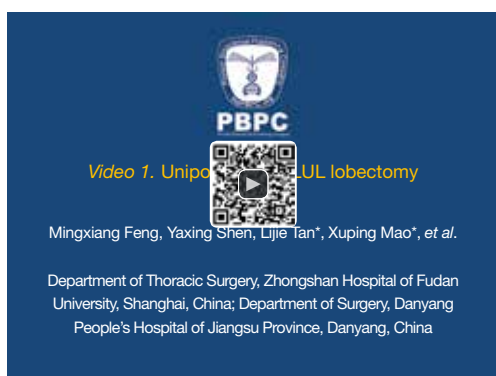 PBPC
Video 1. Unipo LUL lobectomy
Mingxiang Feng, Yaxing Shen, Lijie Tan*, Xuping Mao*, et al.
Department of Thoracic Surgery, Zhongshan Hospital of Fudan
University, Shanghai, China; Department of Surgery, Danyang
People's Hospital of Jiangsu Province, Danyang, China